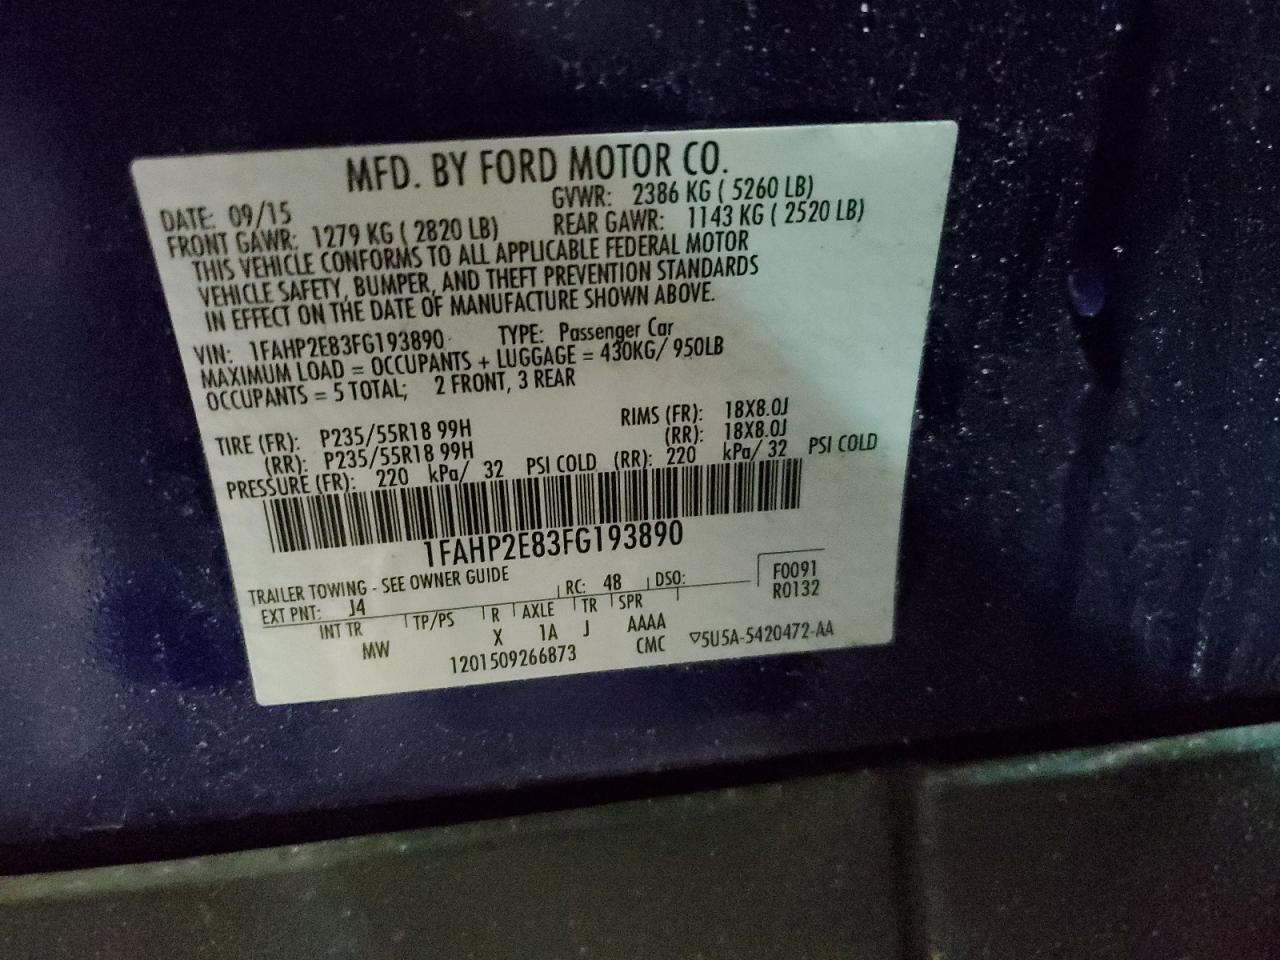 MFD. BY FORD MOTOR CO.
DATE: 09/15 GVWR: 2386 KG ( 5260 LB)
FRONT GAWR: 1279 KG ( 2820 LB) REAR GAWR: 1143 KG ( 2520 LB)
THIS VEHICLE CONFORMS TO ALL APPLICABLE FEDERAL MOTOR
VEHICLE SAFETY, BUMPER, AND THEFT PREVENTION STANDARDS
IN EFFECT ON THE DATE OF MANUFACTURE SHOWN ABOVE.
VIN: 1FAHP2E83FG193890 TYPE: Passenger Car
MAXIMUM LOAD = OCCUPANTS + LUGGAGE = 430KG/ 950LB
OCCUPANTS = 5 TOTAL; 2 FRONT, 3 REAR
TIRE (FR): P235/55R18 99H RIMS (FR): 18X8.0J
(RR): P235/55R18 99H (RR): 18X8.0J
PRESSURE (FR): 220 kPa/ 32 PSI COLD (RR): 220 kPa/ 32 PSI COLD
1FAHP2E83FG193890
TRAILER TOWING - SEE OWNER GUIDE
EXT PNT: J4 RC: 48 DSO: F0091
R0132
INT TR TP/PS R AXLE TR SPR
MW X 1A J AAAA
1201509266873 CMC ▽5U5A-5420472-AA